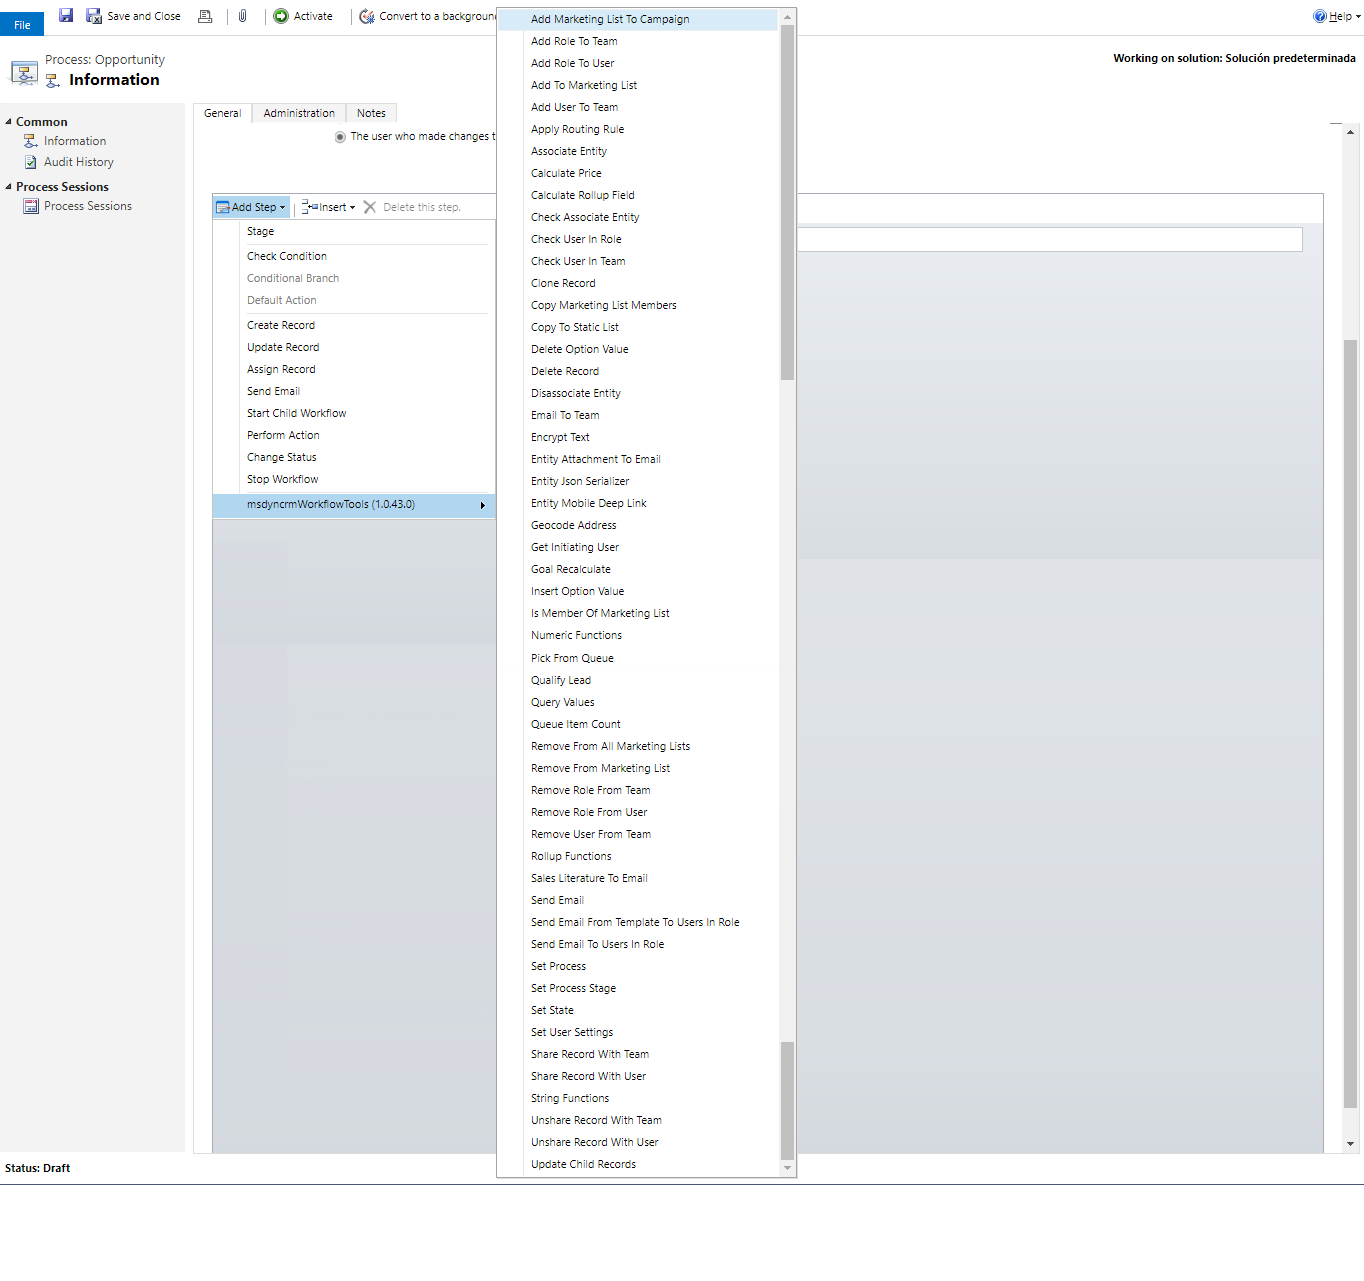 File
Save and Close
Activate
Convert to a background
Help
Process: Opportunity
Information
Working on solution: Solución predeterminada
Common
Information
Audit History
Process Sessions
Process Sessions
General
Administration
Notes
The user who made changes t
Add Step
Insert
Delete this step.
Stage
Check Condition
Conditional Branch
Default Action
Create Record
Update Record
Assign Record
Send Email
Start Child Workflow
Perform Action
Change Status
Stop Workflow
msdyncrmWorkflowTools (1.0.43.0)
Add Marketing List To Campaign
Add Role To Team
Add Role To User
Add To Marketing List
Add User To Team
Apply Routing Rule
Associate Entity
Calculate Price
Calculate Rollup Field
Check Associate Entity
Check User In Role
Check User In Team
Clone Record
Copy Marketing List Members
Copy To Static List
Delete Option Value
Delete Record
Disassociate Entity
Email To Team
Encrypt Text
Entity Attachment To Email
Entity Json Serializer
Entity Mobile Deep Link
Geocode Address
Get Initiating User
Goal Recalculate
Insert Option Value
Is Member Of Marketing List
Numeric Functions
Pick From Queue
Qualify Lead
Query Values
Queue Item Count
Remove From All Marketing Lists
Remove From Marketing List
Remove Role From Team
Remove Role From User
Remove User From Team
Rollup Functions
Sales Literature To Email
Send Email
Send Email From Template To Users In Role
Send Email To Users In Role
Set Process
Set Process Stage
Set State
Set User Settings
Share Record With Team
Share Record With User
String Functions
Unshare Record With Team
Unshare Record With User
Update Child Records
Status: Draft